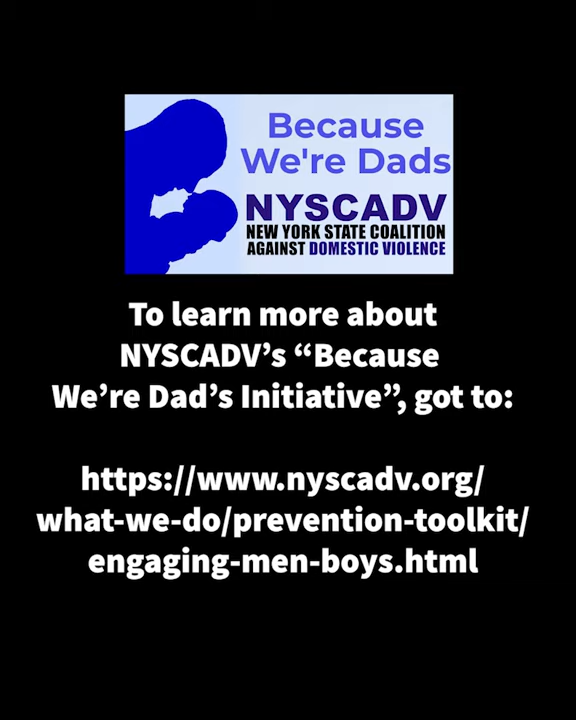 Because
We're Dads
NYSCADV
NEW YORK STATE COALITION
AGAINST DOMESTIC VIOLENCE
To learn more about
NYSCADV’s “Because
We’re Dad’s Initiative”, got to:
https://www.nyscadv.org/
what-we-do/prevention-toolkit/
engaging-men-boys.html